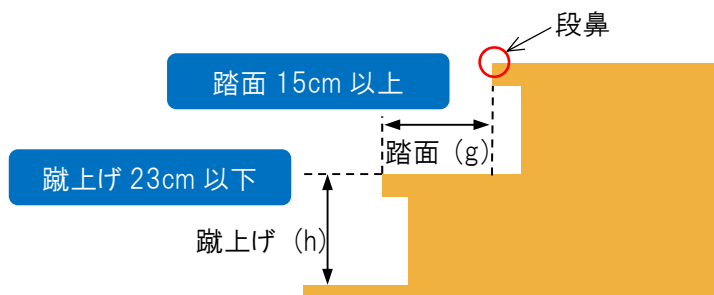 段鼻
踏面 15cm 以上
踏面 (g)
蹴上げ 23cm 以下
蹴上げ (h)